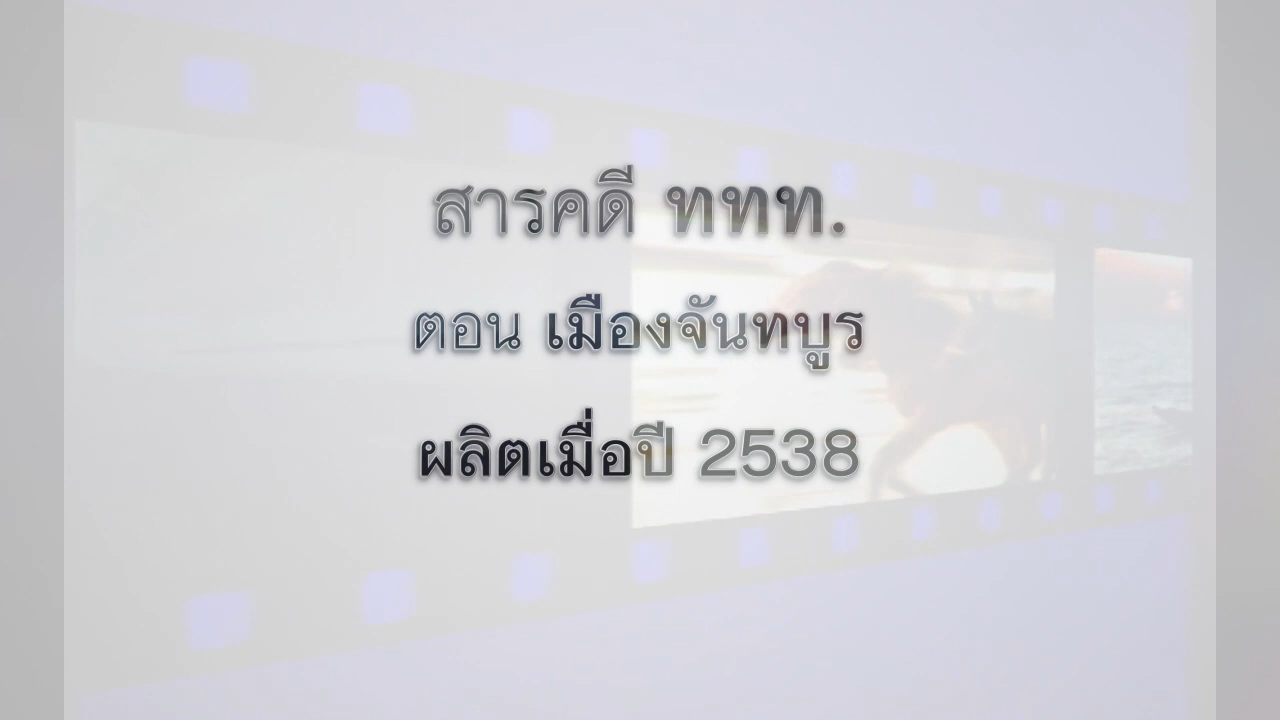 สารคดี ททท.
ตอน เมืองจันทบูร
ผลิตเมื่อปี 2538